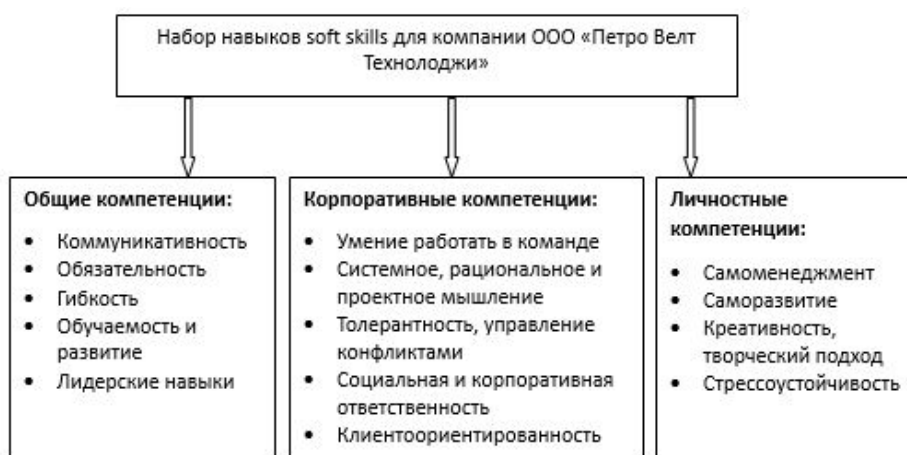 Набор навыков soft skills для компании ООО «Петро Велт
Технолоджи»
Общие компетенции:
• Коммуникативность
• Обязательность
• Гибкость
• Обучаемость и
развитие
• Лидерские навыки
Корпоративные компетенции:
• Умение работать в команде
• Системное, рациональное и
проектное мышление
• Толерантность, управление
конфликтами
• Социальная и корпоративная
ответственность
• Клиентоориентированность
Личностные
компетенции:
• Самоменеджмент
• Саморазвитие
• Креативность,
творческий подход
• Стрессоустойчивость